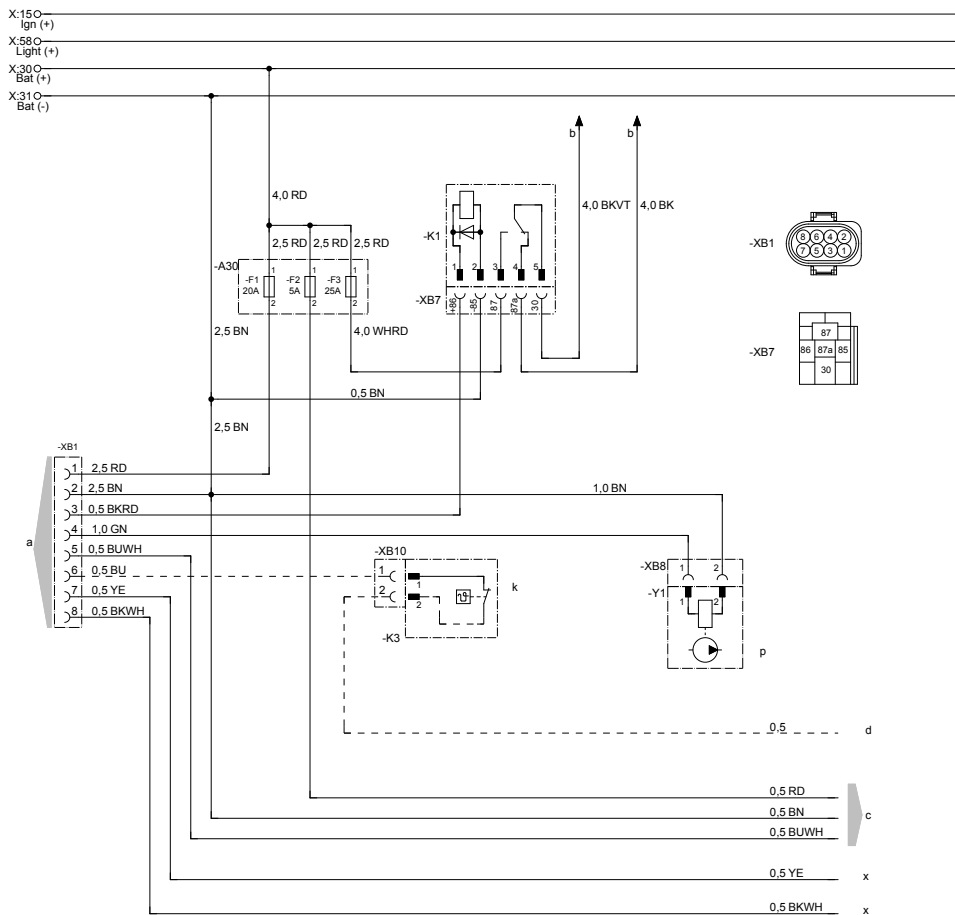 X:15
Ign (+)
X:58
Light (+)
X:30
Bat (+)
X:31
Bat (-)
b
b
4,0 RD
4,0 BKVT
4,0 BK
-K1
2,5 RD
2,5 RD
2,5 RD
-A30
1
1
1
-F1
20A
-F2
5A
-F3
25A
2
2
2
1
2
3
4
5
-XB7
+86
-85
87
87a
30
-XB1
8
6
4
2
7
5
3
1
-XB7
87
86
87a
85
30
2,5 BN
4,0 WHRD
0,5 BN
2,5 BN
-XB1
a
1
2,5 RD
2
2,5 BN
1,0 BN
3
0,5 BKRD
4
1,0 GN
5
0,5 BUWH
6
0,5 BU
7
0,5 YE
8
0,5 BKWH
-XB10
1
1
2
2
k
-K3
-XB8
1
2
-Y1
1
2
p
0,5
d
0,5 RD
0,5 BN
c
0,5 BUWH
0,5 YE
x
0,5 BKWH
x